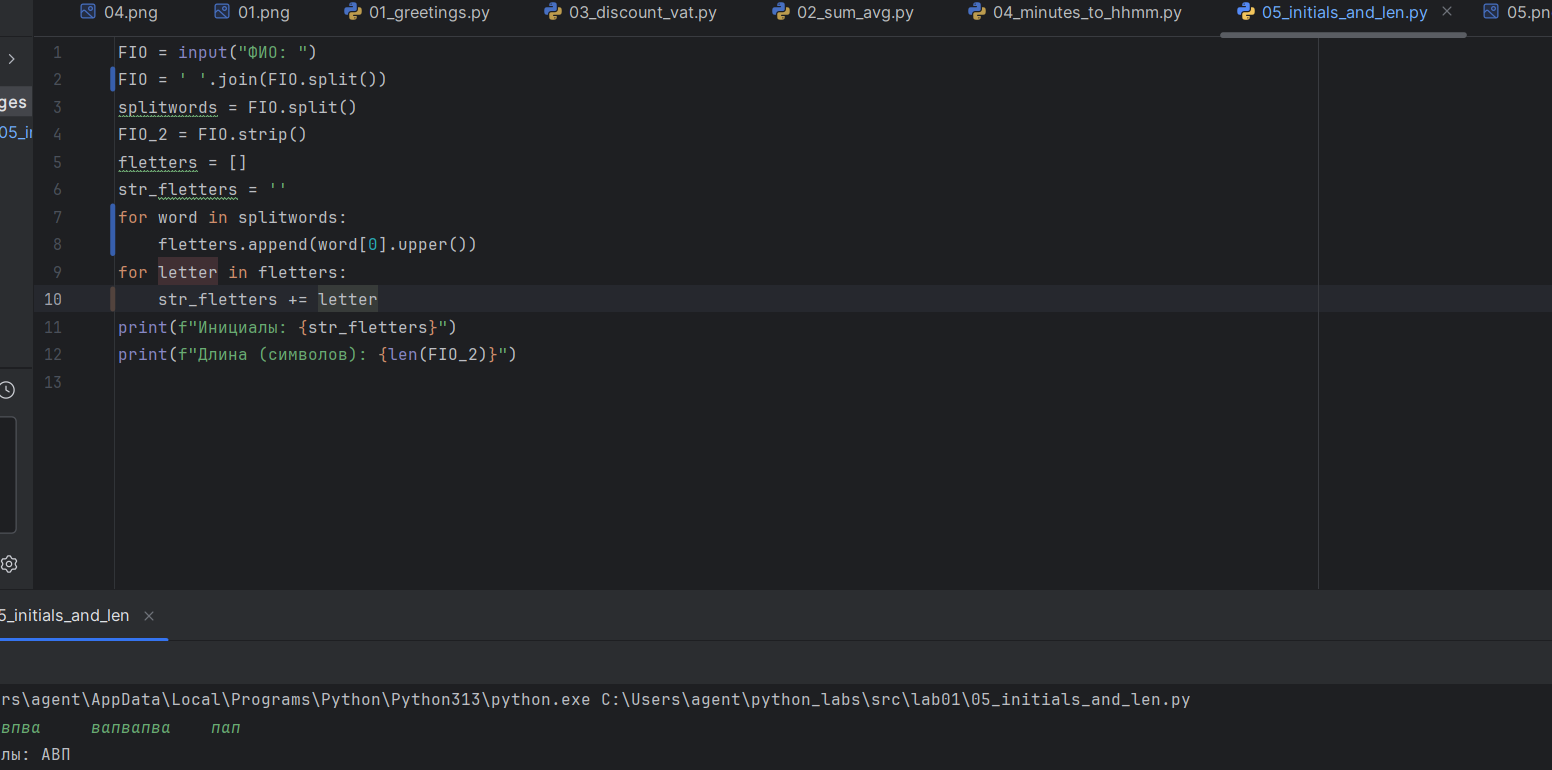 04.png 01.png 01_greetings.py 03_discount_vat.py 02_sum_avg.py 04_minutes_to_hhmm.py 05_initials_and_len.py 05.pn
1 FIO = input("ФИО: ")
ges
2 FIO = ' '.join(FIO.split())
3 splitwords = FIO.split()
05_in
4 FIO_2 = FIO.strip()
5 fletters = []
6 str_fletters = ''
7 for word in splitwords:
8 fletters.append(word[0].upper())
9 for letter in fletters:
10 str_fletters += letter
11 print(f"Инициалы: {str_fletters}")
12 print(f"Длина (символов): {len(FIO_2)}")
13
5_initials_and_len
rs\agent\AppData\Local\Programs\Python\Python313\python.exe C:\Users\agent\python_labs\src\lab01\05_initials_and_len.py
впва вапвапва пап
лы: АВП